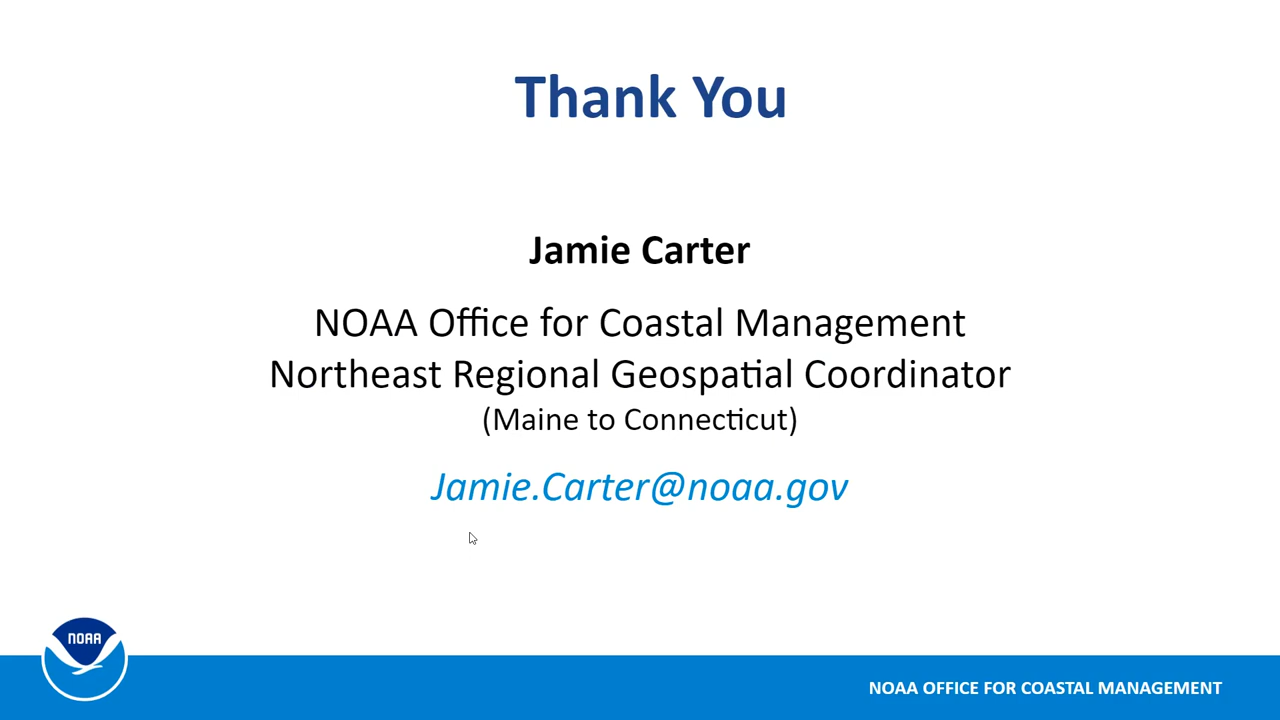 Thank You
Jamie Carter
NOAA Office for Coastal Management
Northeast Regional Geospatial Coordinator
(Maine to Connecticut)
Jamie.Carter@noaa.gov
NOAA
NOAA OFFICE FOR COASTAL MANAGEMENT